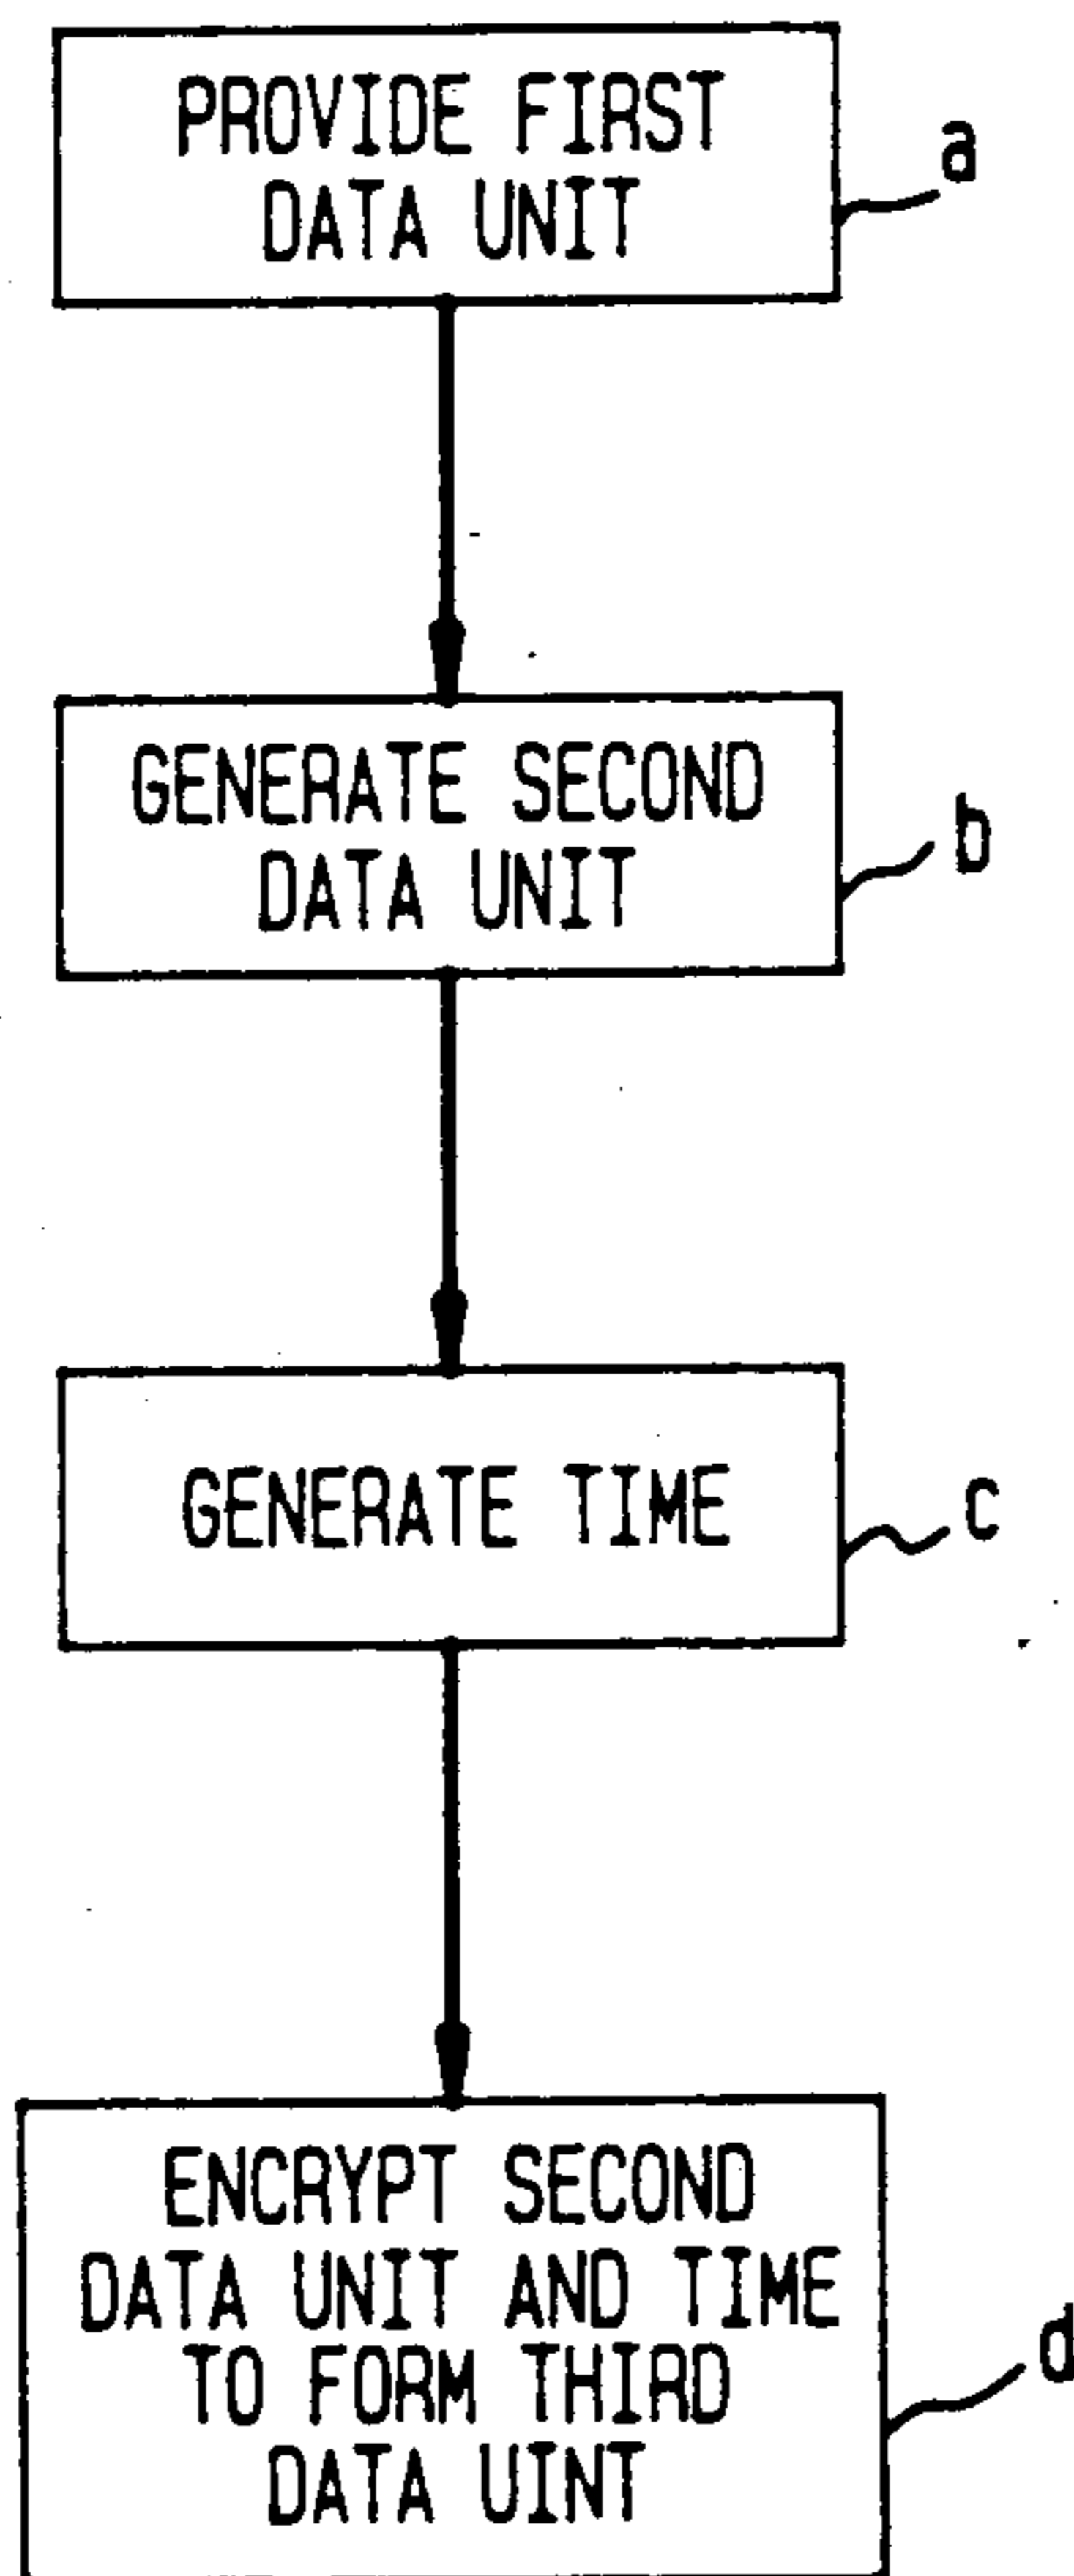 PROVIDE FIRST
DATA UNIT
a
GENERATE SECOND
DATA UNIT
b
GENERATE TIME
c
ENCRYPT SECOND
DATA UNIT AND TIME
TO FORM THIRD
DATA UINT
d